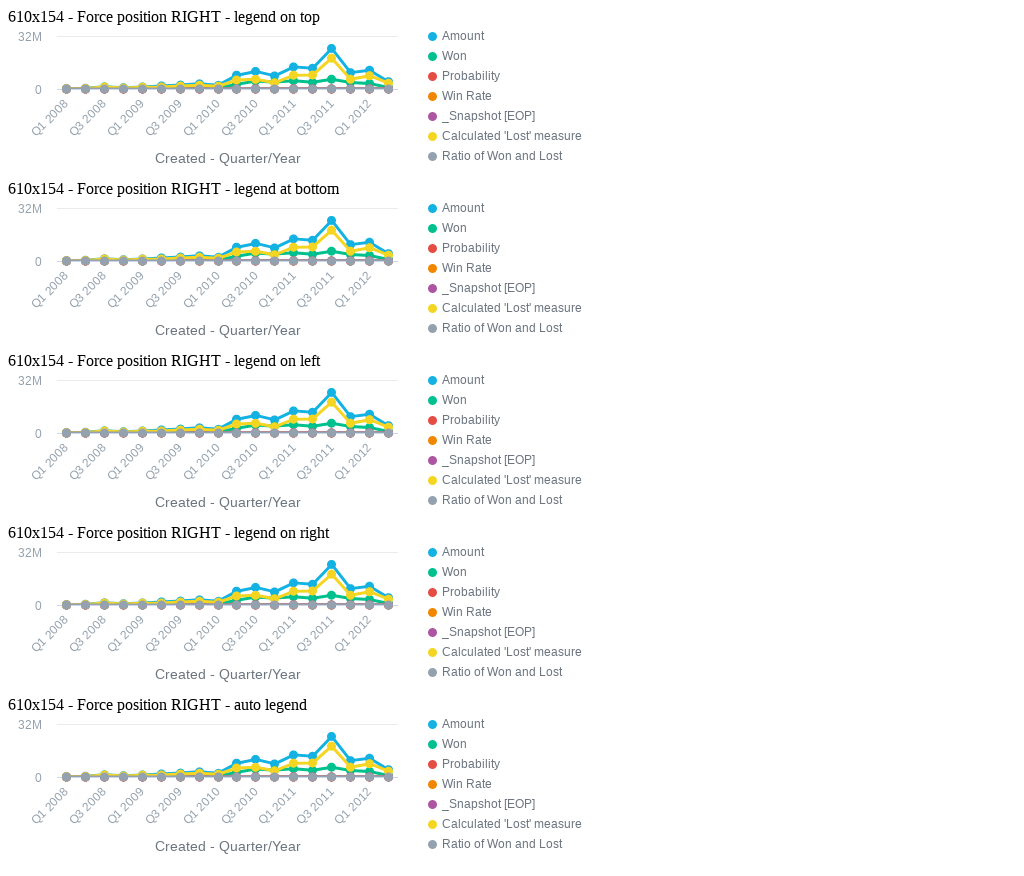 610x154 - Force position RIGHT - legend on top
32M
0
Q1 2008
Q3 2008
Q1 2009
Q3 2009
Q1 2010
Q3 2010
Q1 2011
Q3 2011
Q1 2012
Created - Quarter/Year
Amount
Won
Probability
Win Rate
_Snapshot [EOP]
Calculated 'Lost' measure
Ratio of Won and Lost
610x154 - Force position RIGHT - legend at bottom
32M
0
Q1 2008
Q3 2008
Q1 2009
Q3 2009
Q1 2010
Q3 2010
Q1 2011
Q3 2011
Q1 2012
Created - Quarter/Year
Amount
Won
Probability
Win Rate
_Snapshot [EOP]
Calculated 'Lost' measure
Ratio of Won and Lost
610x154 - Force position RIGHT - legend on left
32M
0
Q1 2008
Q3 2008
Q1 2009
Q3 2009
Q1 2010
Q3 2010
Q1 2011
Q3 2011
Q1 2012
Created - Quarter/Year
Amount
Won
Probability
Win Rate
_Snapshot [EOP]
Calculated 'Lost' measure
Ratio of Won and Lost
610x154 - Force position RIGHT - legend on right
32M
0
Q1 2008
Q3 2008
Q1 2009
Q3 2009
Q1 2010
Q3 2010
Q1 2011
Q3 2011
Q1 2012
Created - Quarter/Year
Amount
Won
Probability
Win Rate
_Snapshot [EOP]
Calculated 'Lost' measure
Ratio of Won and Lost
610x154 - Force position RIGHT - auto legend
32M
0
Q1 2008
Q3 2008
Q1 2009
Q3 2009
Q1 2010
Q3 2010
Q1 2011
Q3 2011
Q1 2012
Created - Quarter/Year
Amount
Won
Probability
Win Rate
_Snapshot [EOP]
Calculated 'Lost' measure
Ratio of Won and Lost